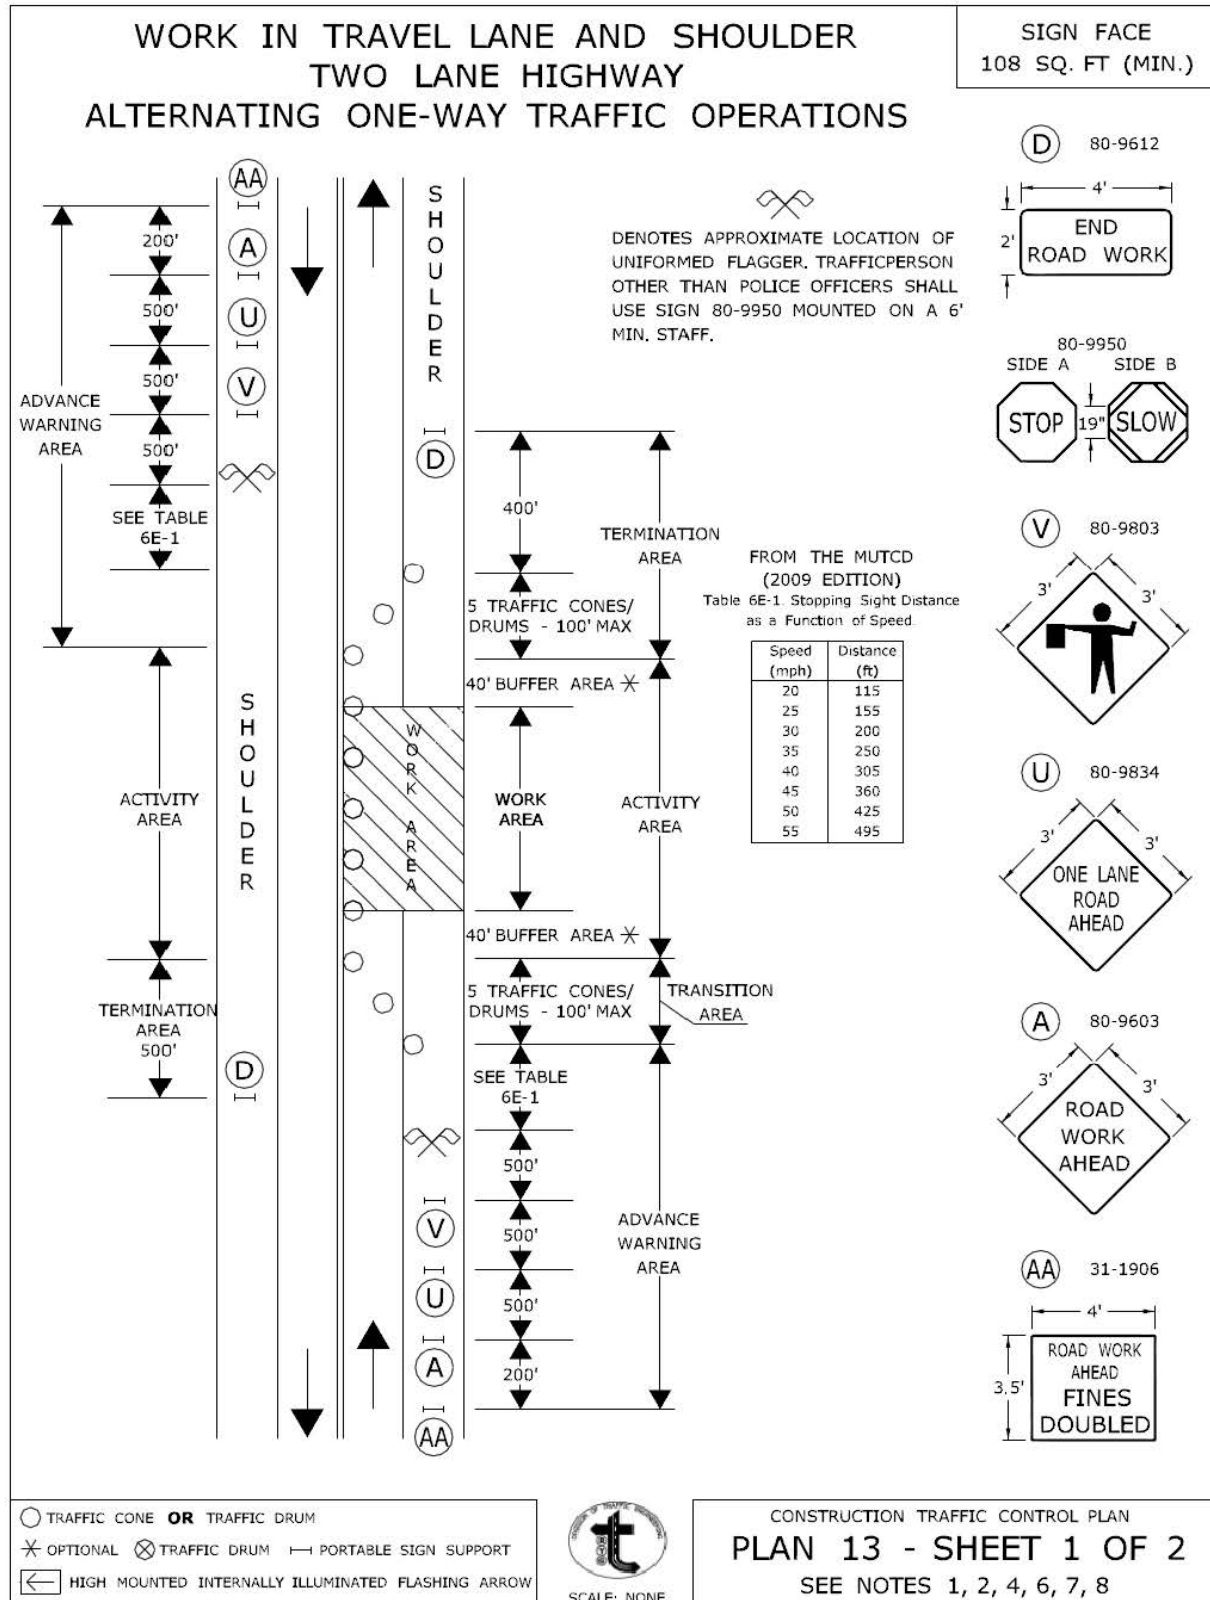 WORK IN TRAVEL LANE AND SHOULDER
TWO LANE HIGHWAY
ALTERNATING ONE-WAY TRAFFIC OPERATIONS
SIGN FACE
108 SQ. FT (MIN.)
AA
200'
A
500'
U
500'
V
500'
ADVANCE
WARNING
AREA
SEE TABLE
6E-1
SHOULDER
ACTIVITY
AREA
TERMINATION
AREA
500'
D
SHOULDER
D
400'
TERMINATION
AREA
5 TRAFFIC CONES/
DRUMS - 100' MAX
40' BUFFER AREA
WORK AREA
WORK
AREA
ACTIVITY
AREA
40' BUFFER AREA
5 TRAFFIC CONES/
DRUMS - 100' MAX
TRANSITION
AREA
SEE TABLE
6E-1
500'
V
500'
U
500'
A
200'
AA
ADVANCE
WARNING
AREA
DENOTES APPROXIMATE LOCATION OF
UNIFORMED FLAGGER. TRAFFICPERSON
OTHER THAN POLICE OFFICERS SHALL
USE SIGN 80-9950 MOUNTED ON A 6'
MIN. STAFF.
FROM THE MUTCD
(2009 EDITION)
Table 6E-1. Stopping Sight Distance
as a Function of Speed
Speed Distance
(mph) (ft)
20 115
25 155
30 200
35 250
40 305
45 360
50 425
55 495
D 80-9612
4'
2'
END
ROAD WORK
80-9950
SIDE A SIDE B
STOP 19" SLOW
V 80-9803
3' 3'
U 80-9834
3' 3'
ONE LANE
ROAD
AHEAD
A 80-9603
3' 3'
ROAD
WORK
AHEAD
AA 31-1906
4'
3.5'
ROAD WORK
AHEAD
FINES
DOUBLED
TRAFFIC CONE OR TRAFFIC DRUM
OPTIONAL TRAFFIC DRUM PORTABLE SIGN SUPPORT
HIGH MOUNTED INTERNALLY ILLUMINATED FLASHING ARROW
SCALE: NONE
CONSTRUCTION TRAFFIC CONTROL PLAN
PLAN 13 - SHEET 1 OF 2
SEE NOTES 1, 2, 4, 6, 7, 8